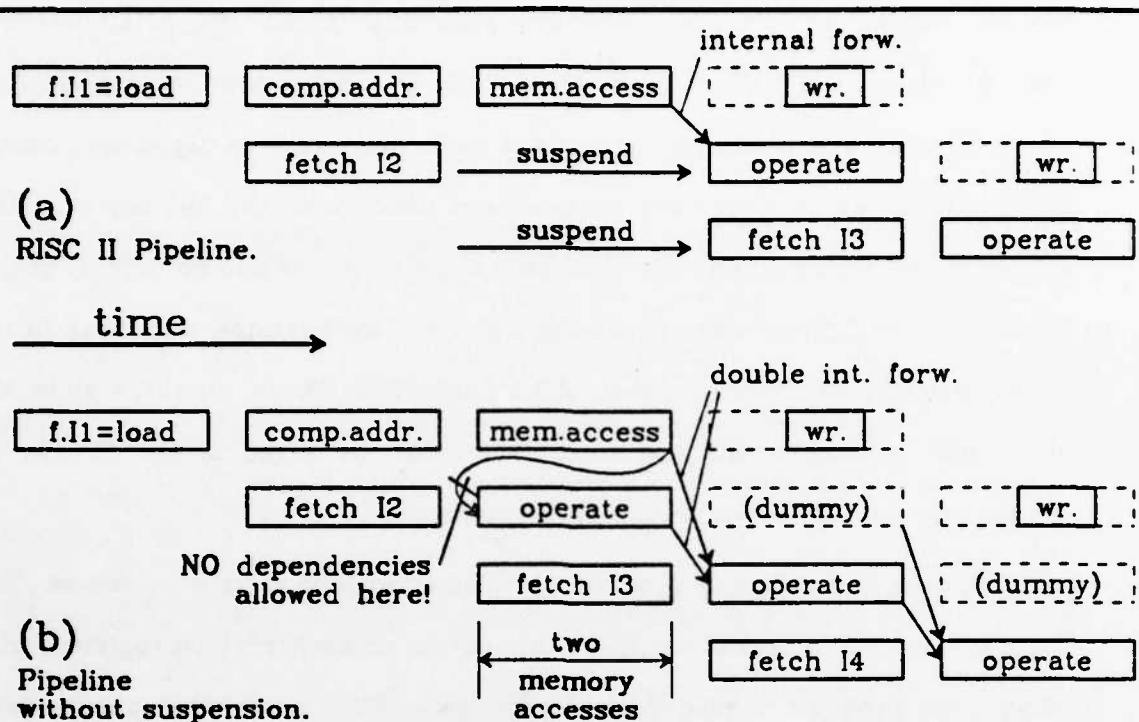 internal forw.
f.I1=load comp.addr. mem.access wr.
fetch I2 suspend operate wr.
(a)
RISC II Pipeline.
suspend fetch I3 operate
time
double int. forw.
f.I1=load comp.addr. mem.access wr.
fetch I2 operate (dummy) wr.
NO dependencies
allowed here!
fetch I3 operate (dummy)
(b)
Pipeline
without suspension.
two
memory
accesses
fetch I4 operate